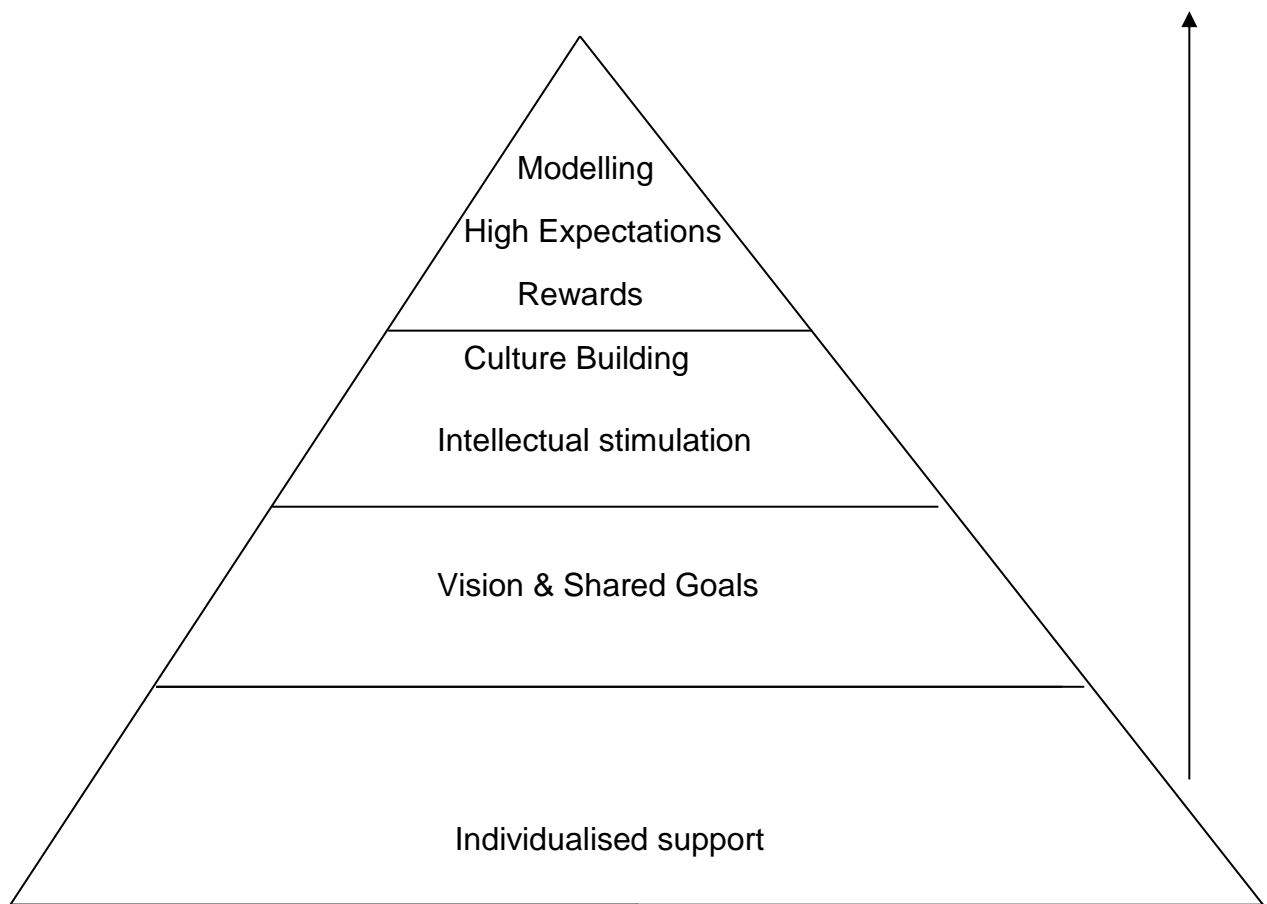 Modelling
High Expectations
Rewards
Culture Building
Intellectual stimulation
Vision & Shared Goals
Individualised support